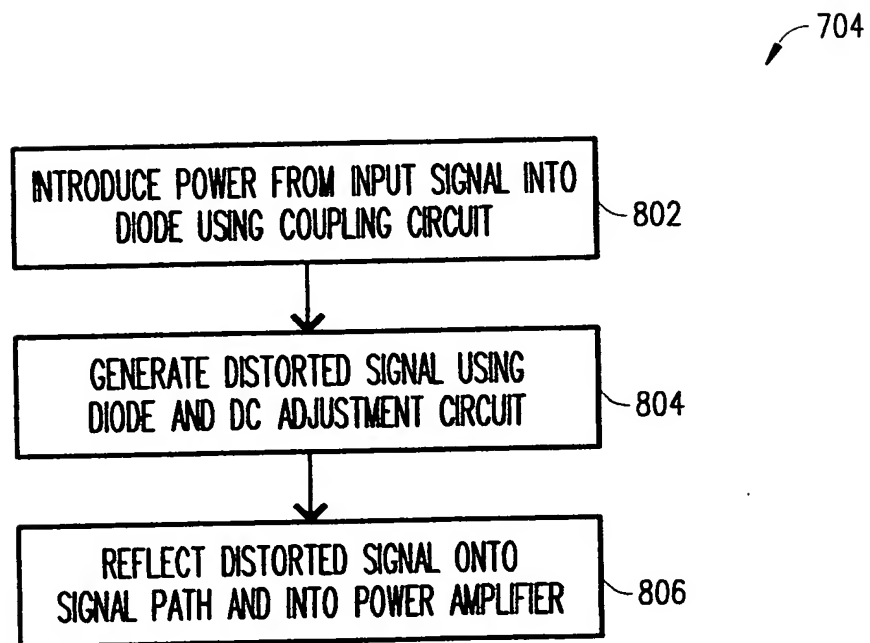 704
INTRODUCE POWER FROM INPUT SIGNAL INTO
DIODE USING COUPLING CIRCUIT
802
GENERATE DISTORTED SIGNAL USING
DIODE AND DC ADJUSTMENT CIRCUIT
804
REFLECT DISTORTED SIGNAL ONTO
SIGNAL PATH AND INTO POWER AMPLIFIER
806